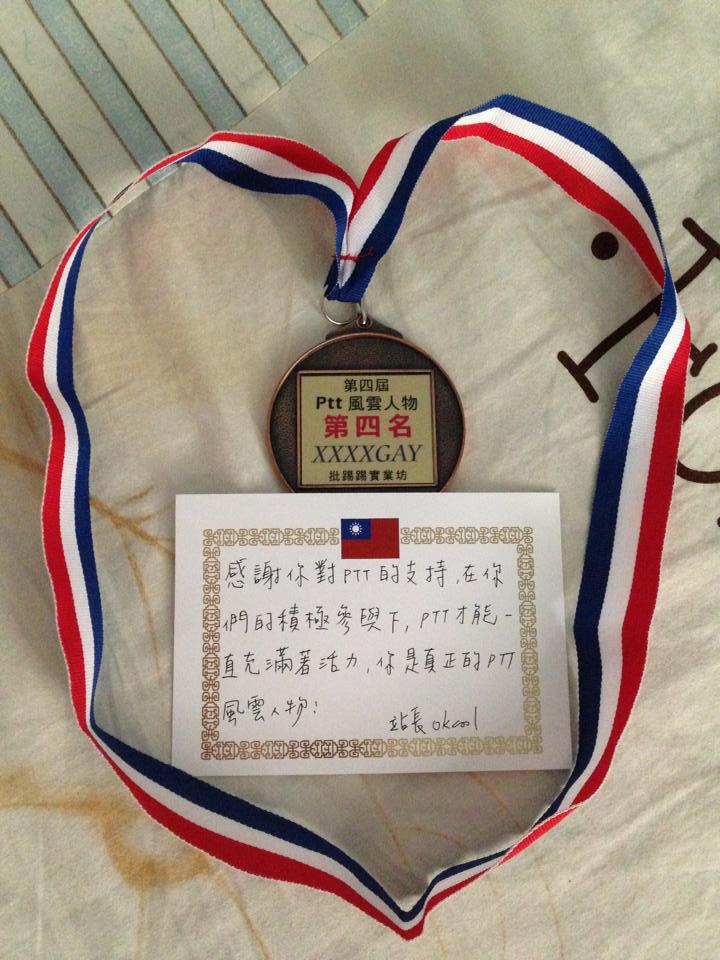 第四屆
Ptt 風雲人物
第四名
XXXXGAY
批踢踢實業坊
感謝你對PTT的支持,在你
們的積極參與下,PTT才能一
直充滿著活力,你是真正的PTT
風雲人物!
站長 okcool